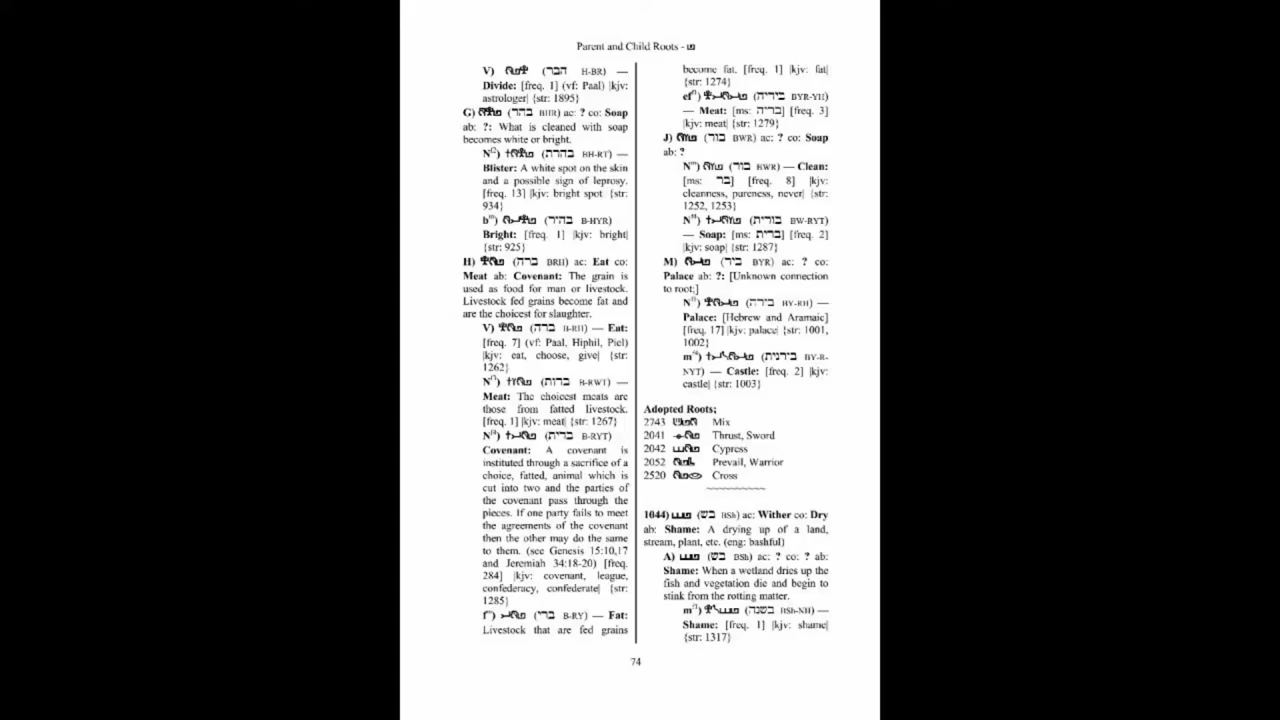 Parent and Child Roots -
V) (הבר H-BR) —
Divide: [freq. 1] (vf: Paal) |kjv:
astrologer| {str: 1895}
G) (בהר BHR) ac: ? co: Soap
ab: ?: What is cleaned with soap
becomes white or bright.
N(f2) (בהרת BH-RT) —
Blister: A white spot on the skin
and a possible sign of leprosy.
[freq. 13] |kjv: bright spot {str:
934}
b(m) (בהיר B-HYR)
Bright: [freq. 1] |kjv: bright|
{str: 925}
H) (ברה BRH) ac: Eat co:
Meat ab: Covenant: The grain is
used as food for man or livestock.
Livestock fed grains become fat and
are the choicest for slaughter.
V) (ברה B-RH) — Eat:
[freq. 7] (vf: Paal, Hiphil, Piel)
|kjv: eat, choose, give| {str:
1262}
(ברות B-RWT) —
Meat: The choicest meats are
those from fatted livestock.
[freq. 1] |kjv: meat| {str: 1267}
(ברית B-RYT)
Covenant: A covenant is
instituted through a sacrifice of a
choice, fatted, animal which is
cut into two and the parties of
the covenant pass through the
pieces. If one party fails to meet
the agreements of the covenant
then the other may do the same
to them. (see Genesis 15:10,17
and Jeremiah 34:18-20) [freq.
284] |kjv: covenant, league,
confederacy, confederate| {str:
1285}
(ברי B-RY) — Fat:
Livestock that are fed grains
become fat. [freq. 1] |kjv: fat|
{str: 1274}
(ביריה BYR-YH)
— Meat: [ms: בריה] [freq. 3]
|kjv: meat| {str: 1279}
J) (בור BWR) ac: ? co: Soap
ab: ?
N(m) (בור BWR) — Clean:
[ms: בר] [freq. 8] |kjv:
cleanness, pureness, never| {str:
1252, 1253}
(בורית BW-RYT)
— Soap: [ms: ברית] [freq. 2]
|kjv: soap| {str: 1287}
M) (ביר BYR) ac: ? co:
Palace ab: ?: [Unknown connection
to root;]
N(f1) (בירה BY-RH) —
Palace: [Hebrew and Aramaic]
[freq. 17] |kjv: palace| {str: 1001,
1002}
(בירנית BY-R-
NYT) — Castle: [freq. 2] |kjv:
castle| {str: 1003}
Adopted Roots;
2743 Mix
2041 Thrust, Sword
2042 Cypress
2052 Prevail, Warrior
2520 Cross
~~~~~~~~~~
1044) (בש BSh) ac: Wither co: Dry
ab: Shame: A drying up of a land,
stream, plant, etc. (eng: bashful)
A) (בש BSh) ac: ? co: ? ab:
Shame: When a wetland dries up the
fish and vegetation die and begin to
stink from the rotting matter.
m(f1) (בשנה BSh-NH) —
Shame: [freq. 1] |kjv: shame|
{str: 1317}
74